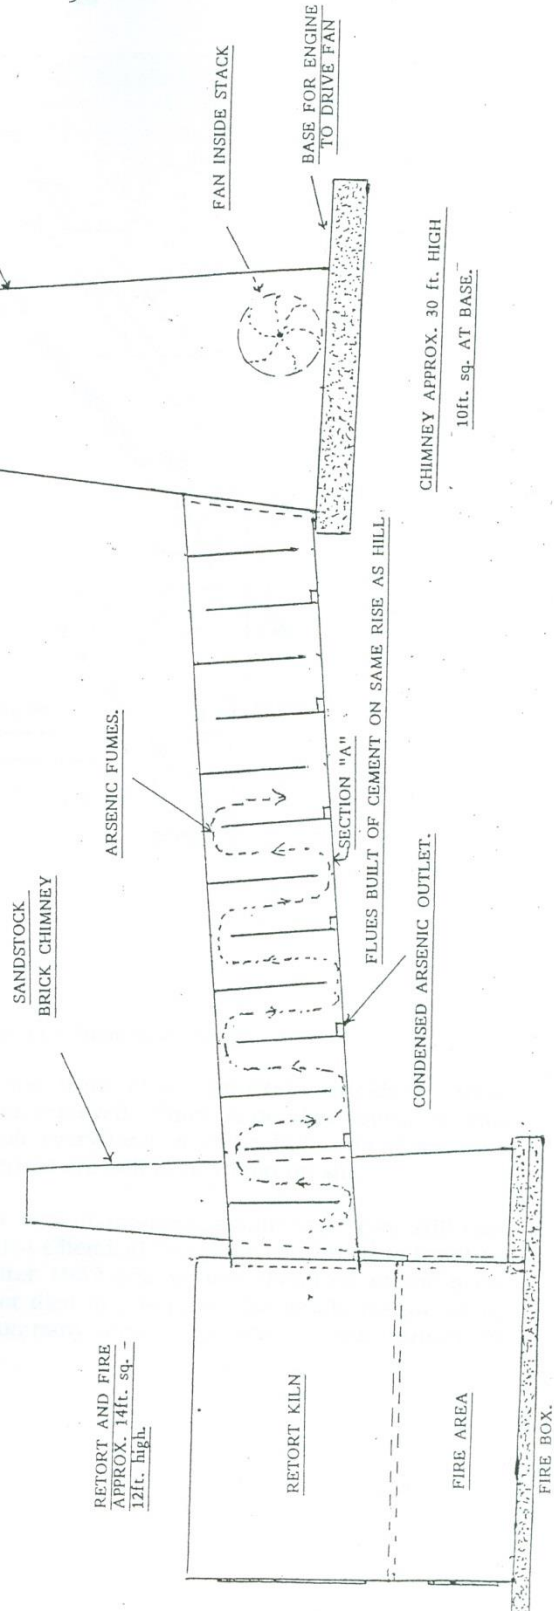 SANDSTOCK
BRICK CHIMNEY
RETORT AND FIRE
APPROX. 14ft. sq. -
12ft. high.
RETORT KILN
FIRE AREA
FIRE BOX.
ARSENIC FUMES.
SECTION "A"
FLUES BUILT OF CEMENT ON SAME RISE AS HILL
CONDENSED ARSENIC OUTLET.
FAN INSIDE STACK
BASE FOR ENGINE
TO DRIVE FAN
CHIMNEY APPROX. 30 ft. HIGH
10ft. sq. AT BASE.